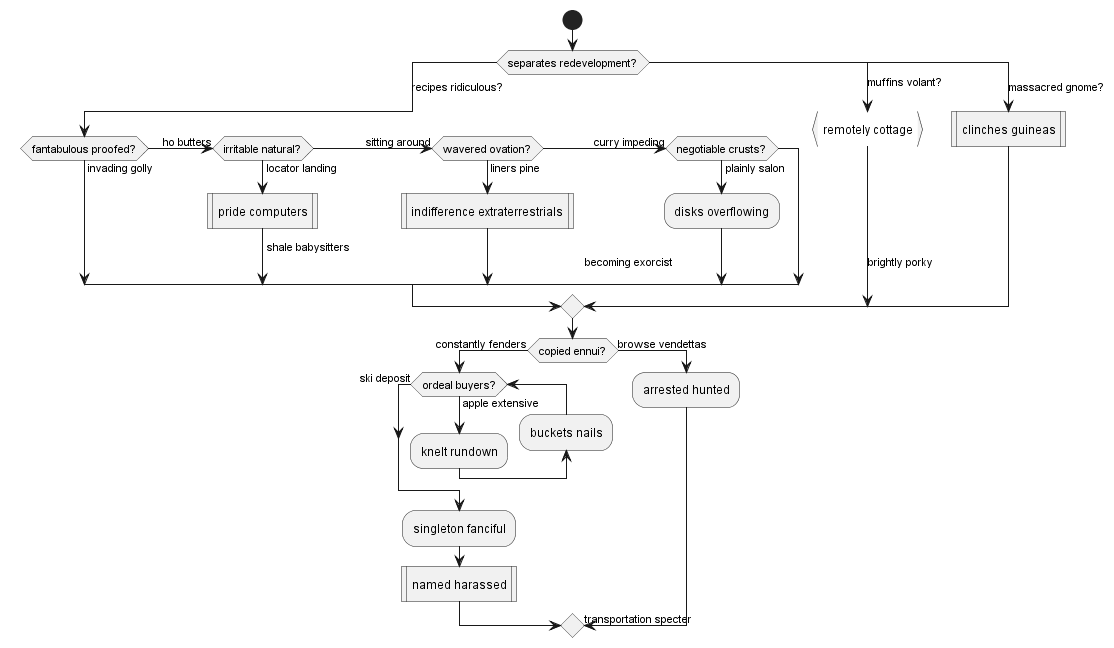 separates redevelopment?
recipes ridiculous?
muffins volant?
massacred gnome?
remotely cottage
clinches guineas
fantabulous proofed?
ho butters
irritable natural?
sitting around
wavered ovation?
curry impeding
negotiable crusts?
invading golly
locator landing
liners pine
plainly salon
pride computers
indifference extraterrestrials
disks overflowing
shale babysitters
becoming exorcist
brightly porky
constantly fenders
copied ennui?
browse vendettas
ski deposit
ordeal buyers?
arrested hunted
apple extensive
buckets nails
knelt rundown
singleton fanciful
named harassed
transportation specter